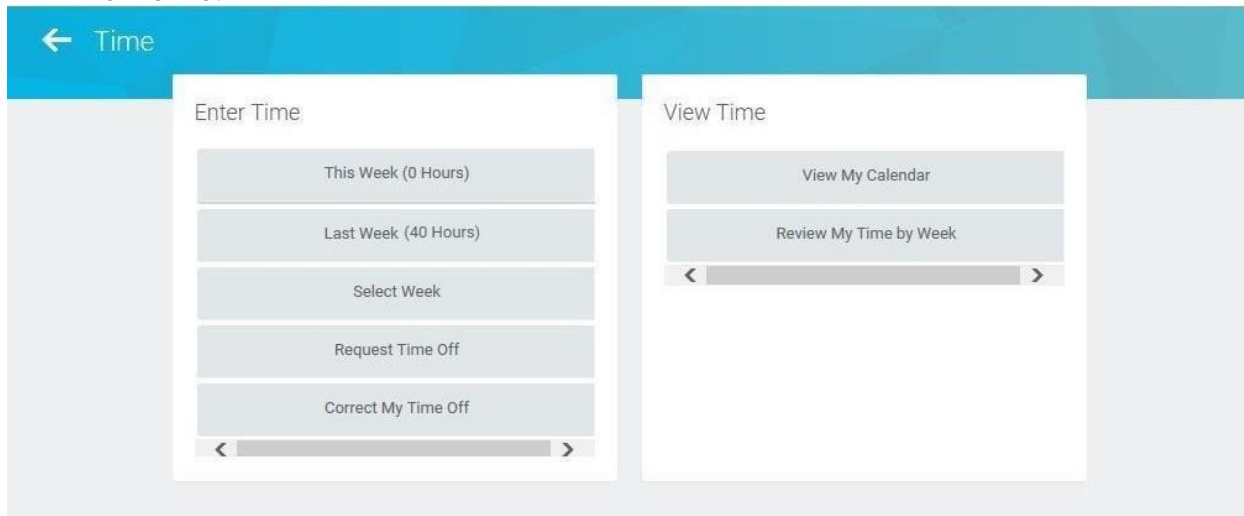 Time
Enter Time
This Week (0 Hours)
Last Week (40 Hours)
Select Week
Request Time Off
Correct My Time Off
View Time
View My Calendar
Review My Time by Week